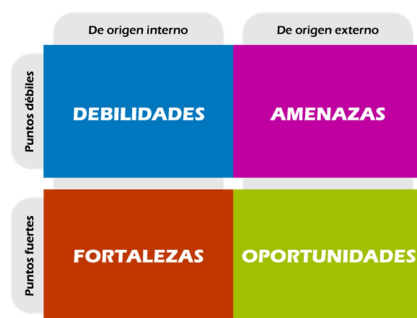 De origen interno
De origen externo
Puntos débiles
DEBILIDADES
AMENAZAS
Puntos fuertes
FORTALEZAS
OPORTUNIDADES